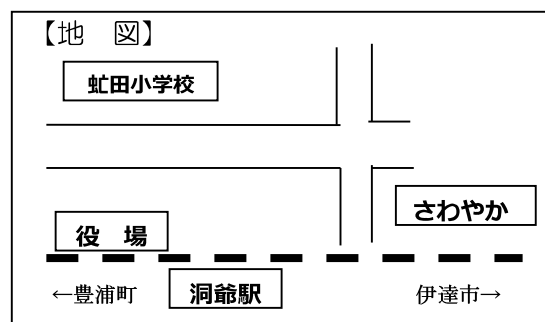 【地　図】
虻田小学校
さわやか
役　場
←豊浦町
洞爺駅
伊達市→